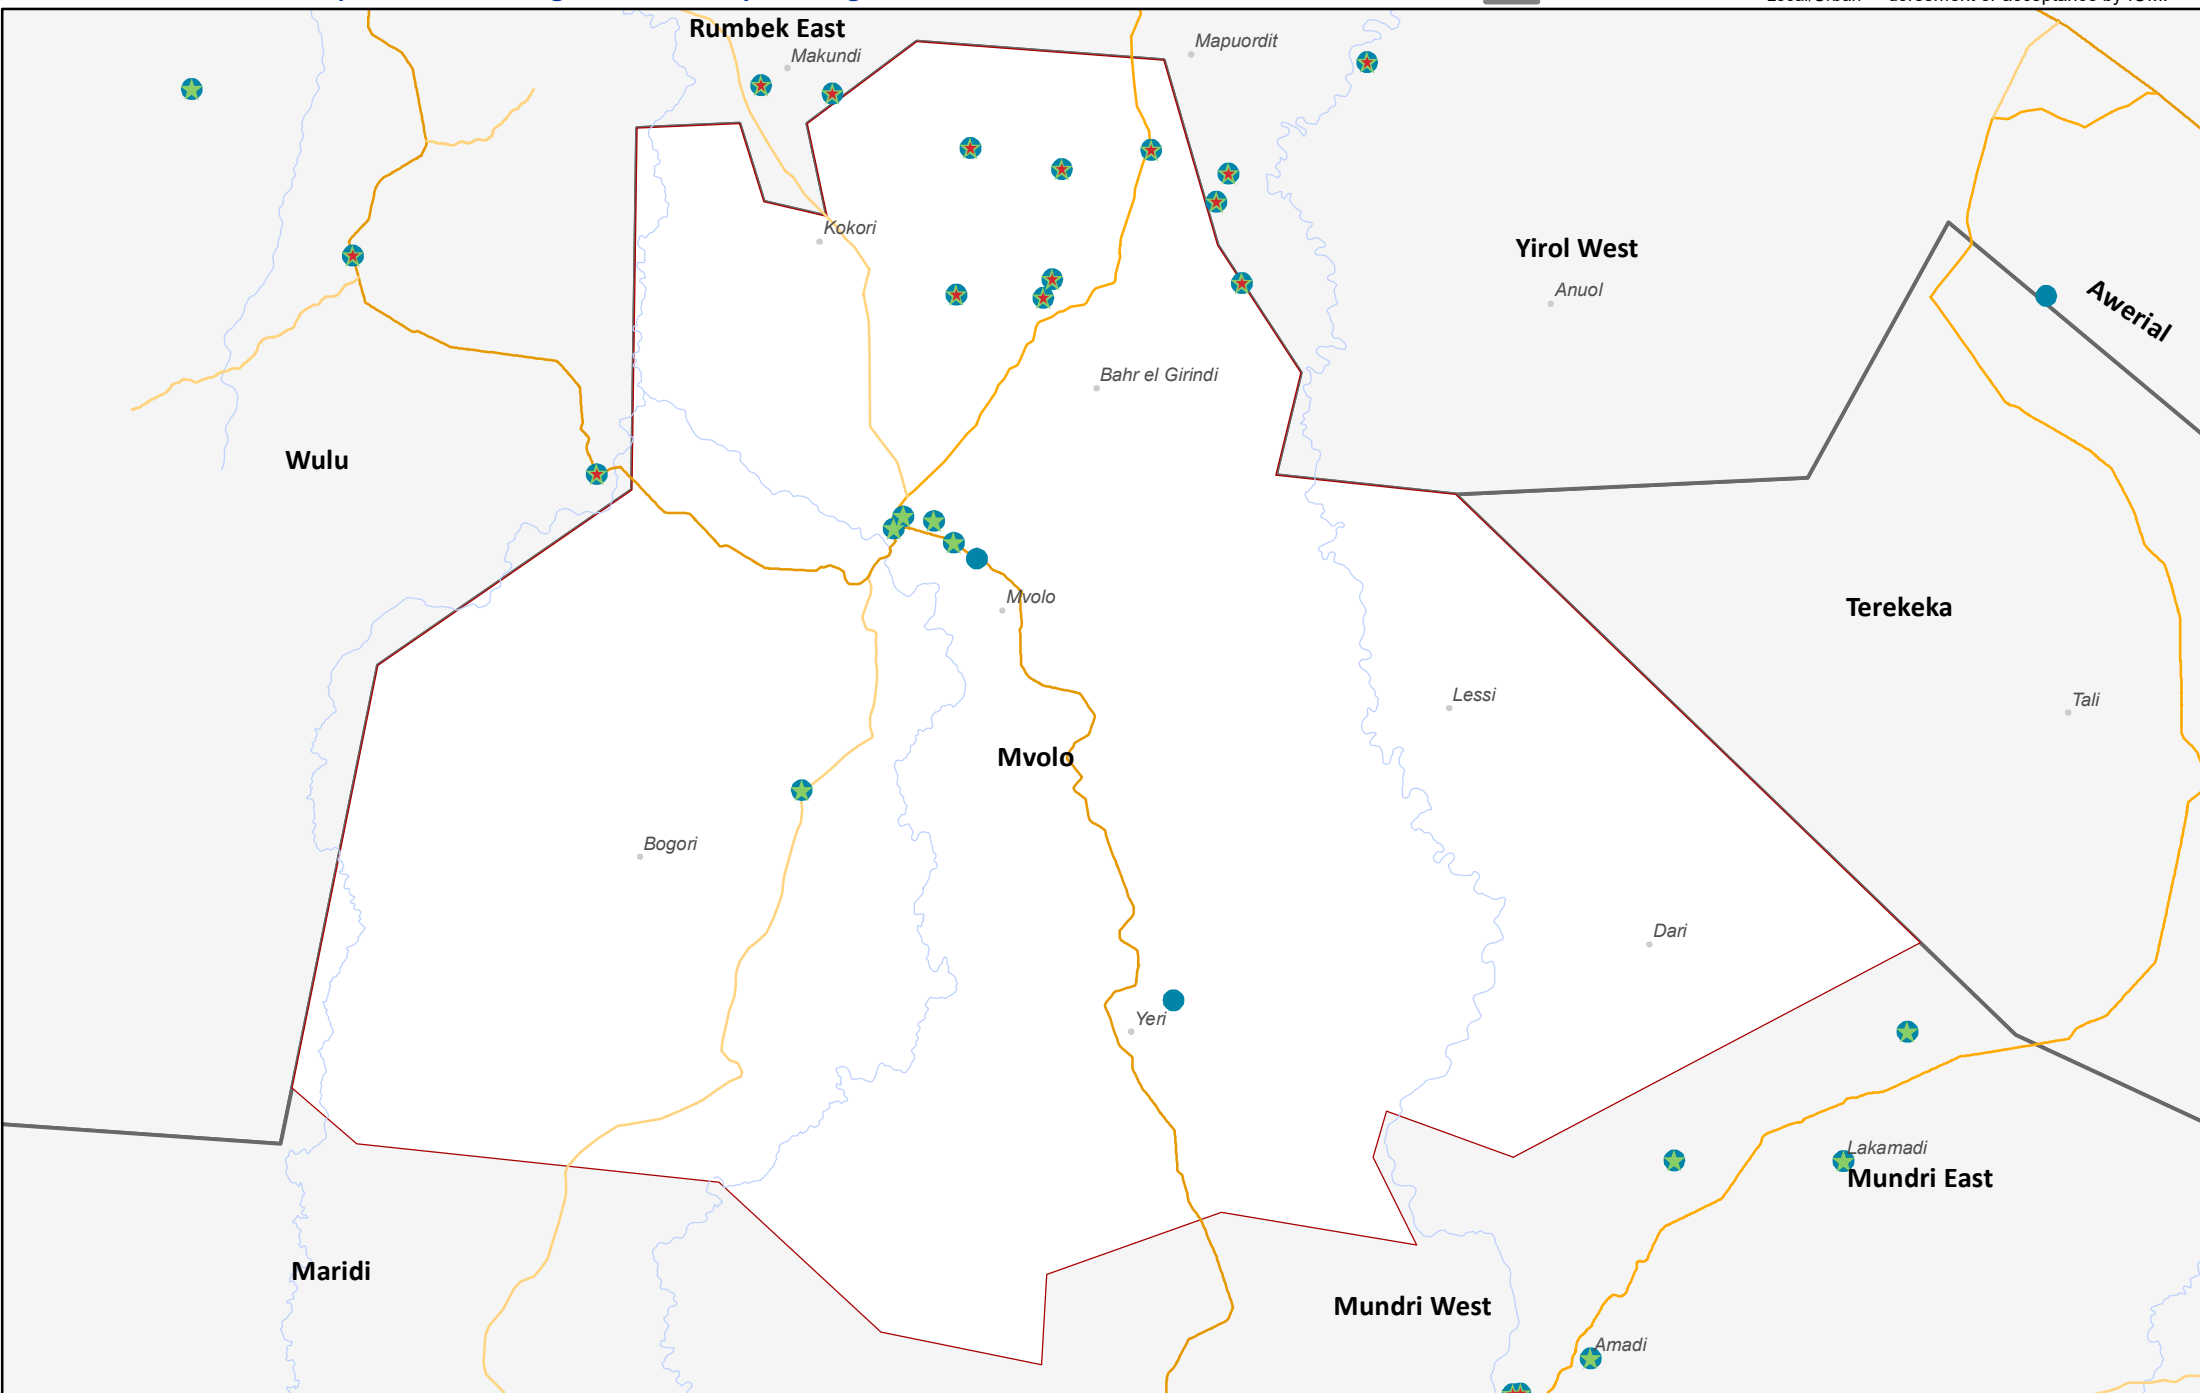 Rumbek East
Makundi
Mapuordit
Kokori
Yirol West
Anuol
Awerial
Bahr el Girindi
Wulu
Mvolo
Terekeka
Lessi
Tali
Mvolo
Bogori
Dari
Yeri
Lakamadi
Mundri East
Maridi
Mundri West
Amadi